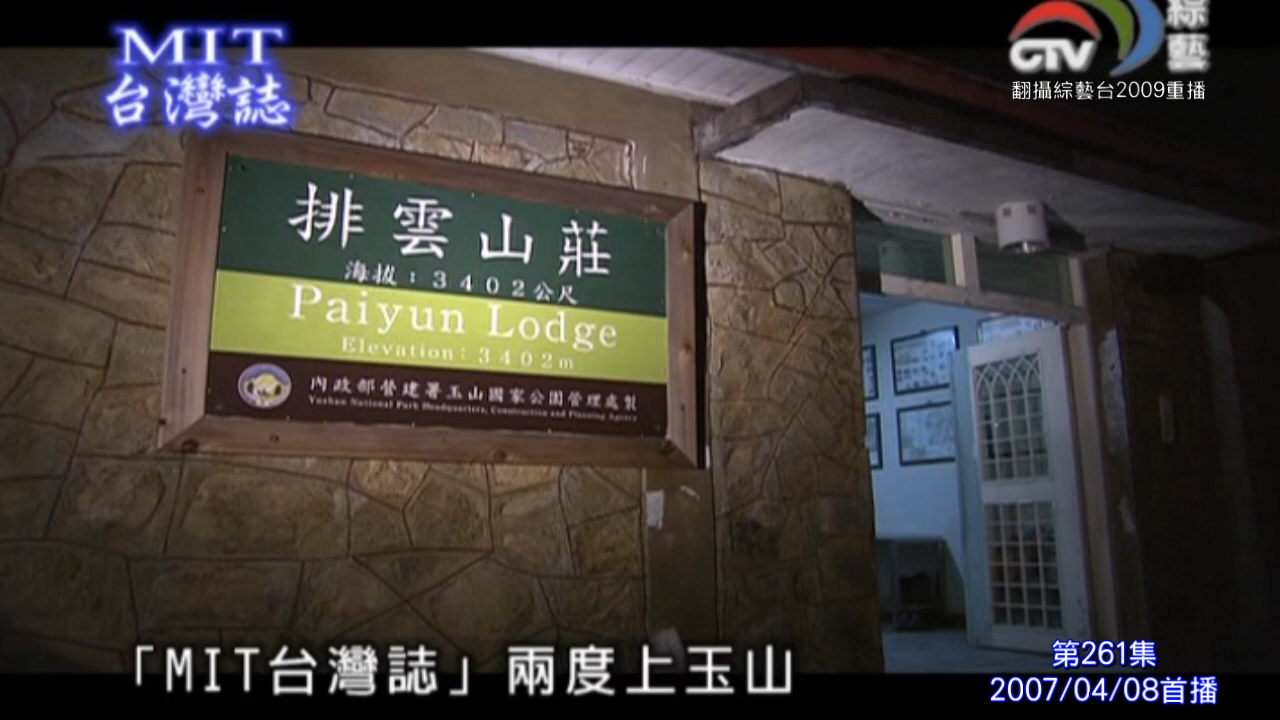 MIT
台灣誌
CTV
綜藝
翻攝綜藝台2009重播
排雲山莊
海拔：3402公尺
Paiyun Lodge
Elevation: 3402m
內政部營建署玉山國家公園管理處製
Yushan National Park Headquarters, Construction and Planning Agency
「MIT台灣誌」兩度上玉山
第261集
2007/04/08首播